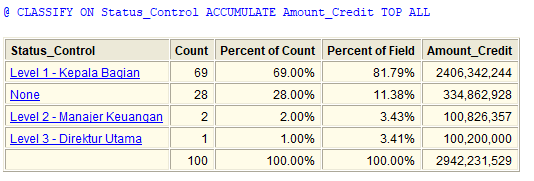 @ CLASSIFY ON Status_Control ACCUMULATE Amount_Credit TOP ALL
Status_Control Count Percent of Count Percent of Field Amount_Credit
Level 1 - Kepala Bagian 69 69.00% 81.79% 2406,342,244
None 28 28.00% 11.38% 334,862,928
Level 2 - Manajer Keuangan 2 2.00% 3.43% 100,826,357
Level 3 - Direktur Utama 1 1.00% 3.41% 100,200,000
100 100.00% 100.00% 2942,231,529